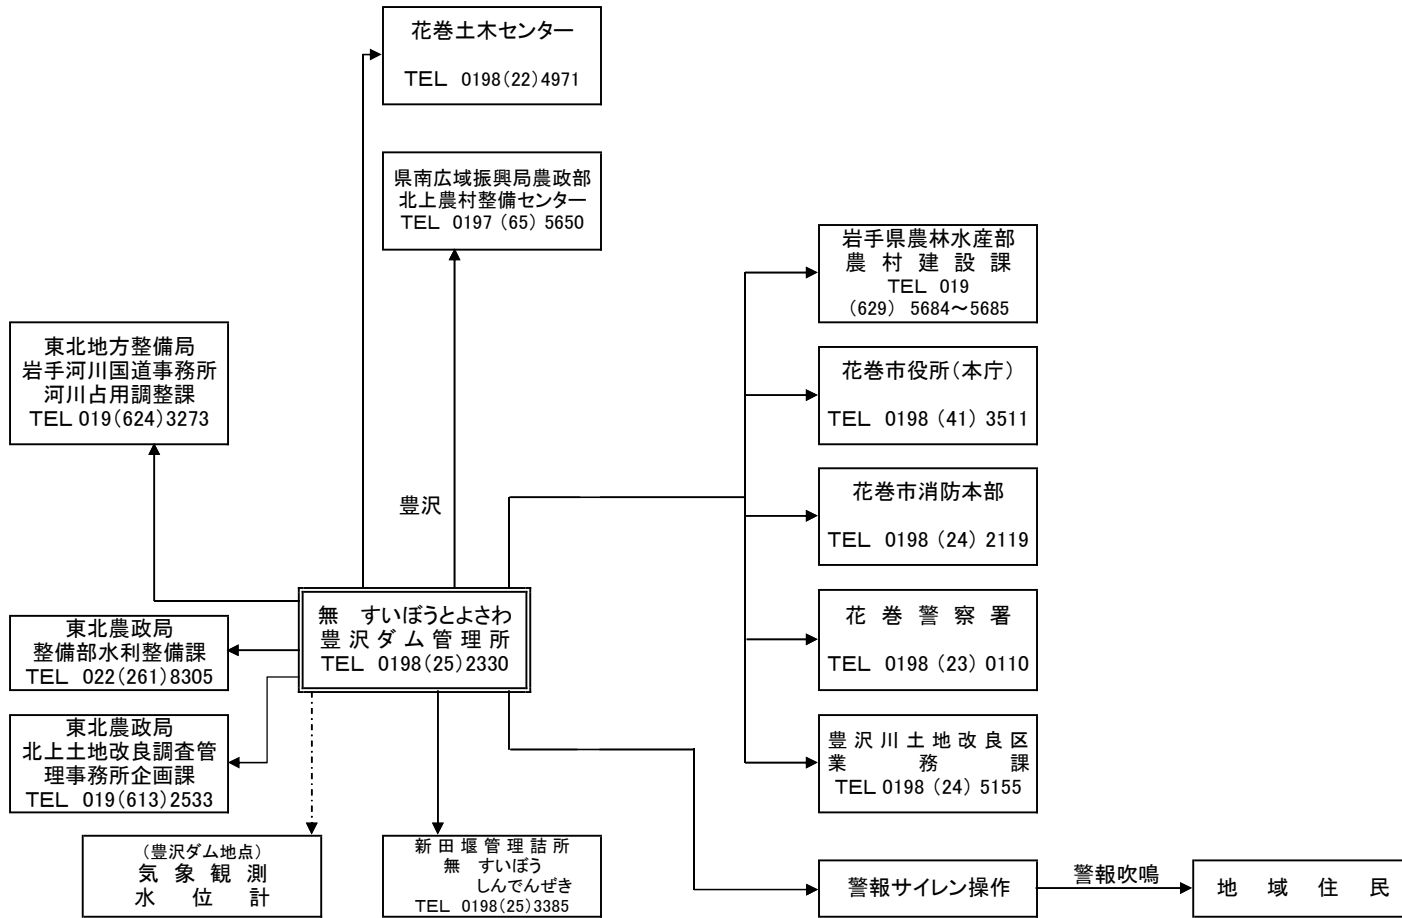 花巻土木センター
TEL 0198(22)4971
県南広域振興局農政部
北上農村整備センター
TEL 0197 (65) 5650
岩手県農林水産部
農村建設課
TEL 019
(629) 5684～5685
東北地方整備局
岩手河川国道事務所
河川占用調整課
TEL 019(624)3273
花巻市役所(本庁)
TEL 0198 (41) 3511
花巻市消防本部
TEL 0198 (24) 2119
豊沢
無 すいぼうとよさわ
豊沢ダム管理所
TEL 0198(25)2330
東北農政局
整備部水利整備課
TEL 022(261)8305
花巻警察署
TEL 0198 (23) 0110
東北農政局
北上土地改良調査管
理事務所企画課
TEL 019(613)2533
豊沢川土地改良区
業務課
TEL 0198 (24) 5155
(豊沢ダム地点)
気象観測
水位計
新田堰管理詰所
無 すいぼう
しんでんぜき
TEL 0198(25)3385
警報サイレン操作
警報吹鳴
地域住民